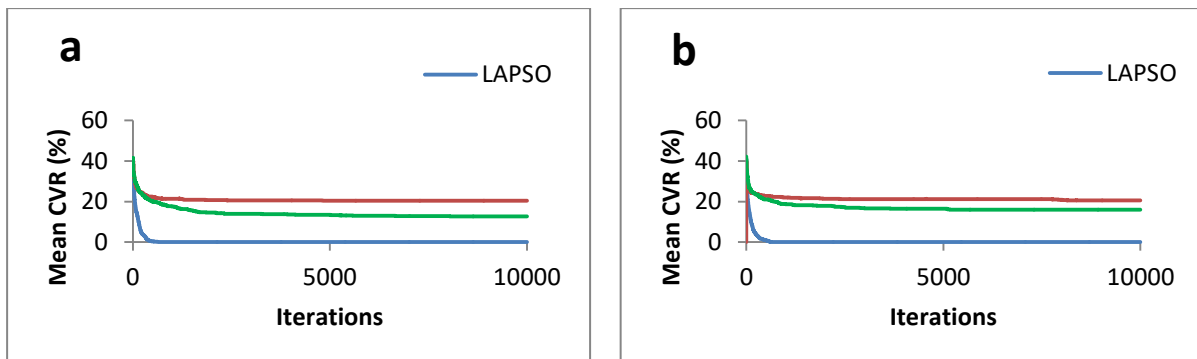 a
LAPSO
60
40
20
0
Mean CVR (%)
0 5000 10000
Iterations
b
LAPSO
60
40
20
0
Mean CVR (%)
0 5000 10000
Iterations